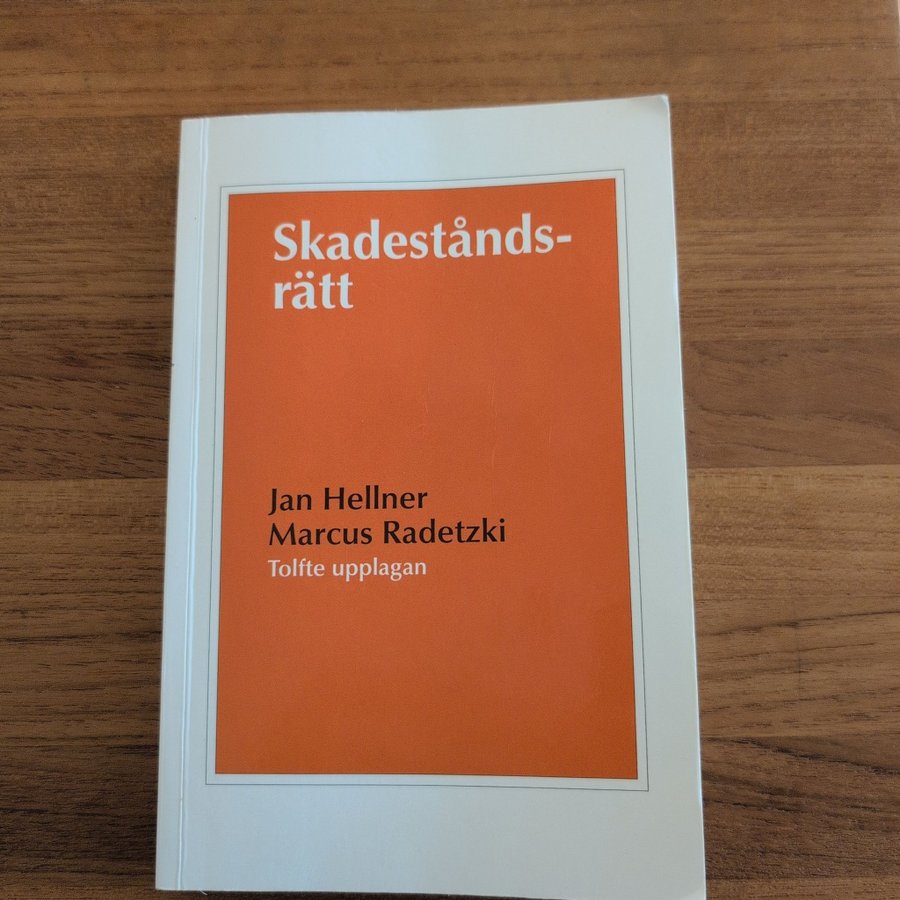 Skadestånds-
rätt
Jan Hellner
Marcus Radetzki
Tolfte upplagan